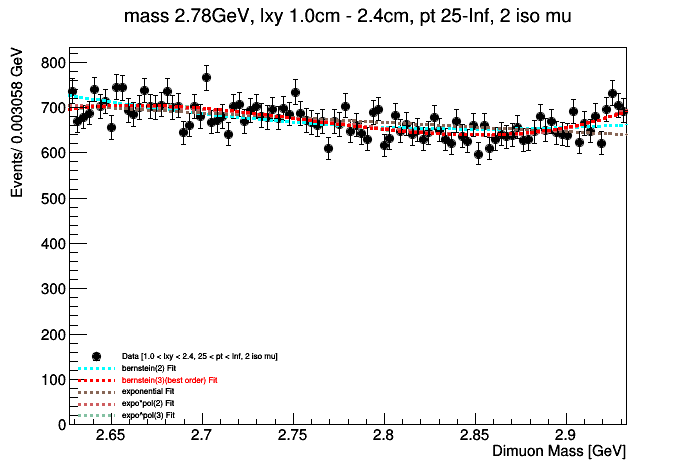 mass 2.78GeV, lxy 1.0cm - 2.4cm, pt 25-Inf, 2 iso mu
Events/ 0.003058 GeV
800
700
600
500
400
300
200
100
0
Data [1.0 < lxy < 2.4, 25 < pt < Inf, 2 iso mu]
bernstein(2) Fit
bernstein(3)(best order) Fit
exponential Fit
expo*pol(2) Fit
expo^pol(3) Fit
2.65 2.7 2.75 2.8 2.85 2.9
Dimuon Mass [GeV]